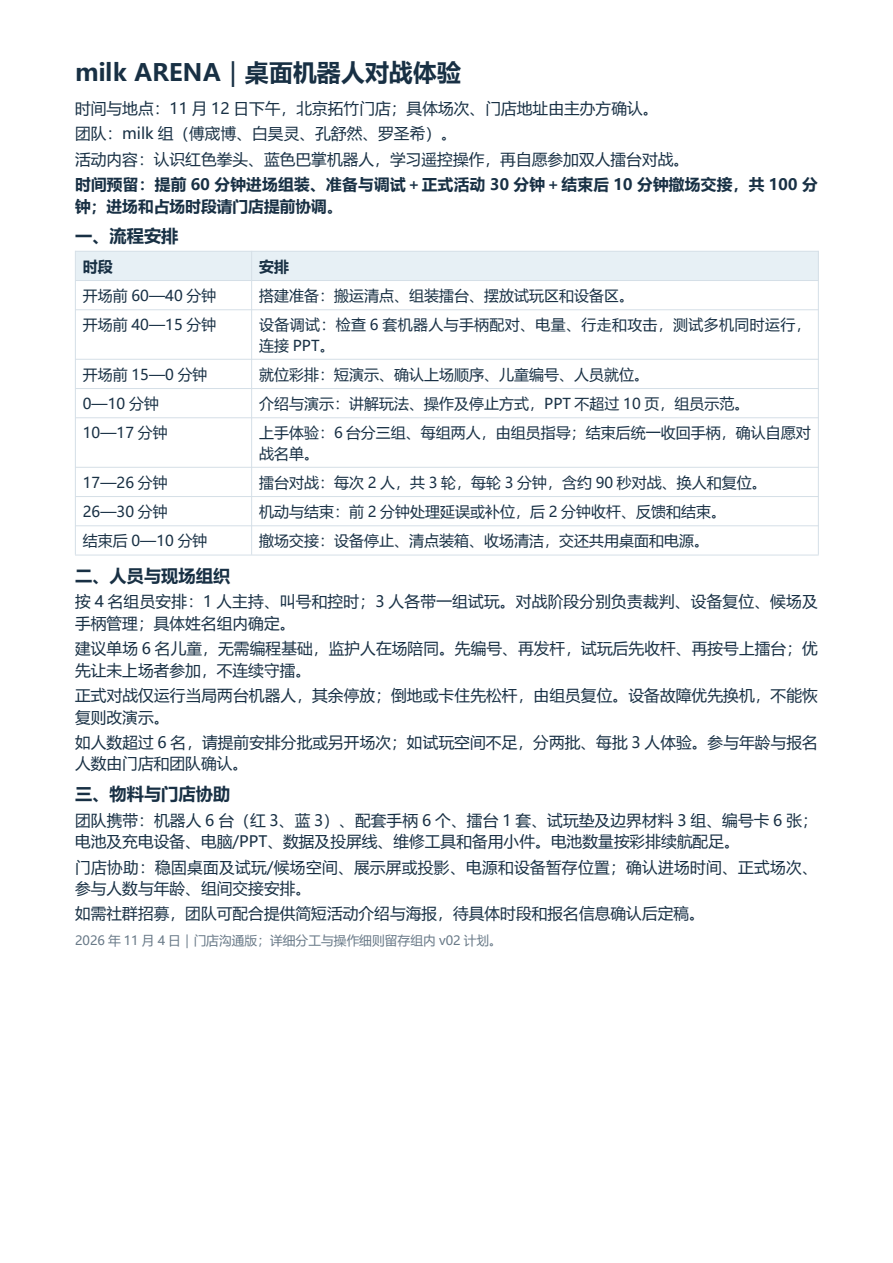 milk ARENA｜桌面机器人对战体验
时间与地点：11 月 12 日下午，北京拓竹门店；具体场次、门店地址由主办方确认。
团队：milk 组（傅宬博、白昊灵、孔舒然、罗圣希）。
活动内容：认识红色拳头、蓝色巴掌机器人，学习遥控操作，再自愿参加双人擂台对战。
时间预留：提前 60 分钟进场组装、准备与调试 + 正式活动 30 分钟 + 结束后 10 分钟撤场交接，共 100 分
钟；进场和占场时段请门店提前协调。
一、流程安排
时段 安排
开场前 60—40 分钟 搭建准备：搬运清点、组装擂台、摆放试玩区和设备区。
开场前 40—15 分钟 设备调试：检查 6 套机器人与手柄配对、电量、行走和攻击，测试多机同时运行，
连接 PPT。
开场前 15—0 分钟 就位彩排：短演示、确认上场顺序、儿童编号、人员就位。
0—10 分钟 介绍与演示：讲解玩法、操作及停止方式，PPT 不超过 10 页，组员示范。
10—17 分钟 上手体验：6 台分三组、每组两人，由组员指导；结束后统一收回手柄，确认自愿对
战名单。
17—26 分钟 擂台对战：每次 2 人，共 3 轮，每轮 3 分钟，含约 90 秒对战、换人和复位。
26—30 分钟 机动与结束：前 2 分钟处理延误或补位，后 2 分钟收杆、反馈和结束。
结束后 0—10 分钟 撤场交接：设备停止、清点装箱、收场清洁，交还共用桌面和电源。
二、人员与现场组织
按 4 名组员安排：1 人主持、叫号和控时；3 人各带一组试玩。对战阶段分别负责裁判、设备复位、候场及
手柄管理；具体姓名组内确定。
建议单场 6 名儿童，无需编程基础，监护人在场陪同。先编号、再发杆，试玩后先收杆、再按号上擂台；优
先让未上场者参加，不连续守擂。
正式对战仅运行当局两台机器人，其余停放；倒地或卡住先松杆，由组员复位。设备故障优先换机，不能恢
复则改演示。
如人数超过 6 名，请提前安排分批或另开场次；如试玩空间不足，分两批、每批 3 人体验。参与年龄与报名
人数由门店和团队确认。
三、物料与门店协助
团队携带：机器人 6 台（红 3、蓝 3）、配套手柄 6 个、擂台 1 套、试玩垫及边界材料 3 组、编号卡 6 张；
电池及充电设备、电脑/PPT、数据及投屏线、维修工具和备用小件。电池数量按彩排续航配足。
门店协助：稳固桌面及试玩/候场空间、展示屏或投影、电源和设备暂存位置；确认进场时间、正式场次、
参与人数与年龄、组间交接安排。
如需社群招募，团队可配合提供简短活动介绍与海报，待具体时段和报名信息确认后定稿。
2026 年 11 月 4 日｜门店沟通版；详细分工与操作细则留存组内 v02 计划。